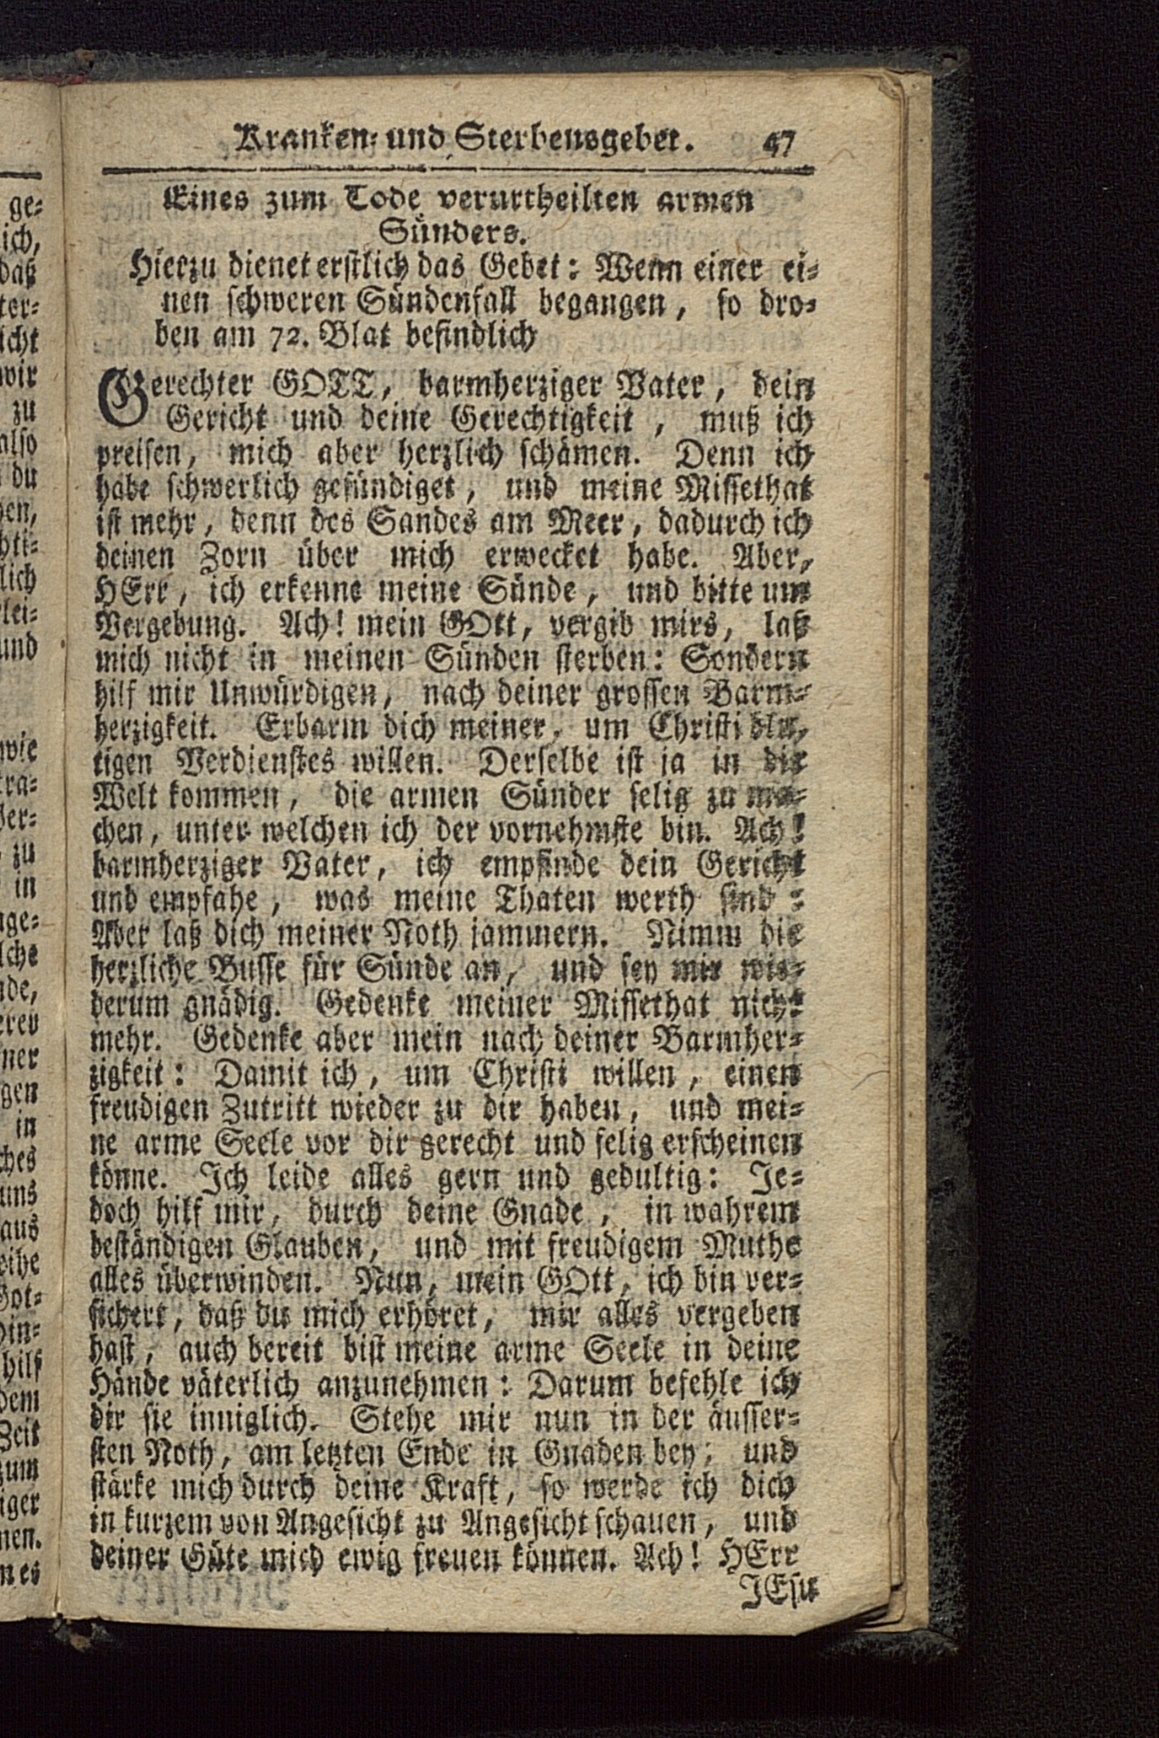 Kranken- und Sterbensgebet. 47
Eines zum Tode verurtheilten armen
Sünders.
Hierzu dienet erstlich das Gebet: Wenn einer ei-
nen schweren Sündenfall begangen, so dro-
ben am 72. Blat befindlich
Gerechter GOTT, barmherziger Vater, dein
Gericht und deine Gerechtigkeit, muß ich
preisen, mich aber herzlich schämen. Denn ich
habe schwerlich gesündiget, und meine Missethat
ist mehr, denn des Sandes am Meer, dadurch ich
deinen Zorn über mich erwecket habe. Aber,
HErr, ich erkenne meine Sünde, und bitte um
Vergebung. Ach! mein GOtt, vergib mirs, laß
mich nicht in meinen Sünden sterben: Sondern
hilf mir Unwürdigen, nach deiner grossen Barm-
herzigkeit. Erbarm dich meiner, um Christi blu-
tigen Verdienstes willen. Derselbe ist ja in die
Welt kommen, die armen Sünder selig zu ma-
chen, unter welchen ich der vornehmste bin. Ach!
barmherziger Vater, ich empfinde dein Gericht
und empfahe, was meine Thaten werth sind:
Aber laß dich meiner Noth jammern. Nimm die
herzliche Busse für Sünde an, und sey mir wie-
derum gnädig. Gedenke meiner Missethat nicht
mehr. Gedenke aber mein nach deiner Barmher-
zigkeit: Damit ich, um Christi willen, einen
freudigen Zutritt wieder zu dir haben, und mei-
ne arme Seele vor dir gerecht und selig erscheinen
könne. Ich leide alles gern und gedultig: Je-
doch hilf mir, durch deine Gnade, in wahrem
beständigen Glauben, und mit freudigem Muthe
alles überwinden. Nun, mein GOtt, ich bin ver-
sichert, daß du mich erhöret, mir alles vergeben
hast, auch bereit bist meine arme Seele in deine
Hände väterlich anzunehmen: Darum befehle ich
dir sie inniglich. Stehe mir nun in der äusser-
sten Noth, am letzten Ende in Gnaden bey; und
stärke mich durch deine Kraft, so werde ich dich
in kurzem von Angesicht zu Angesicht schauen, und
deiner Güte mich ewig freuen können. Ach! HErr
JEsu